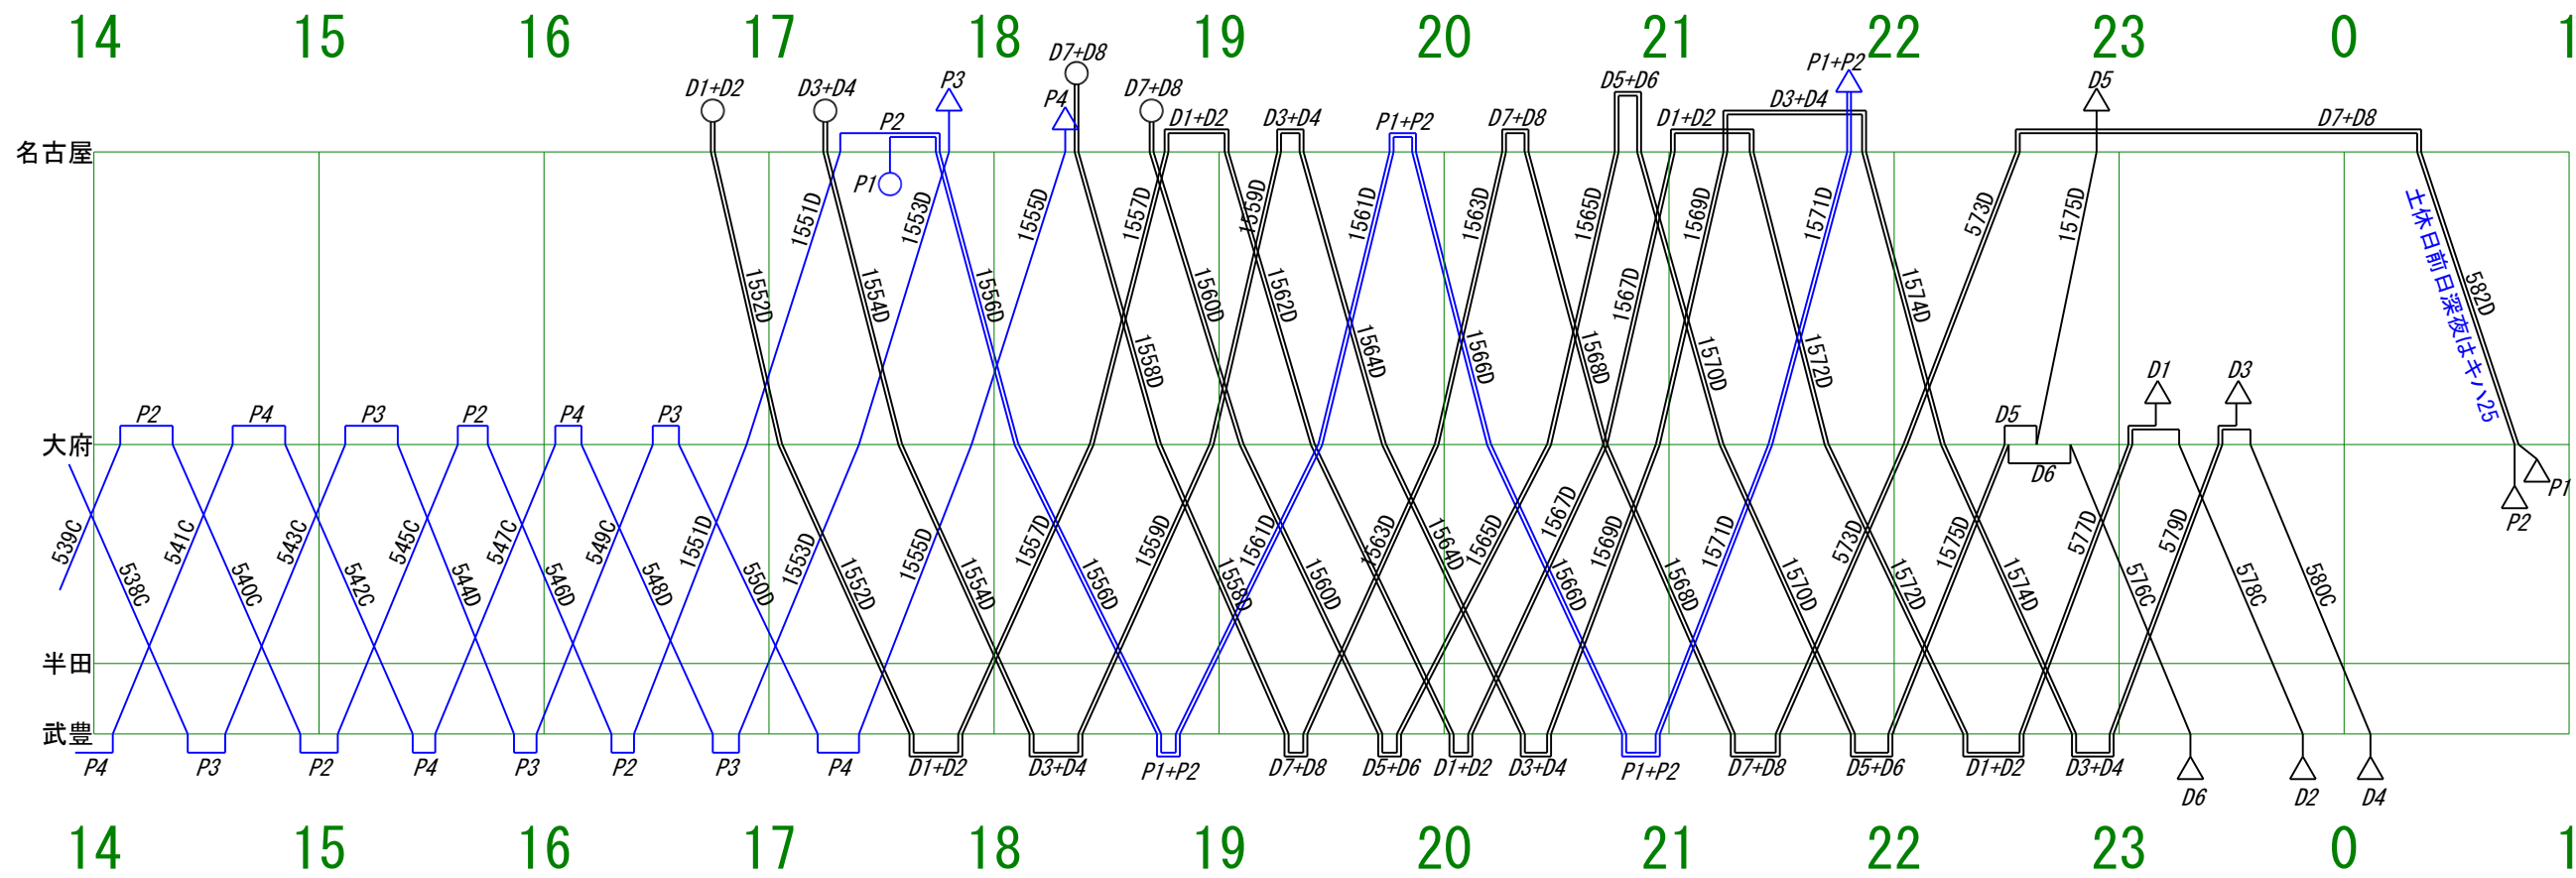 14 15 16 17 18 19 20 21 22 23 0 1
D7+D8
P1+P2
D1+D2 D3+D4 P3 P4 D7+D8 D5+D6 D3+D4 D5
P2 D1+D2 D3+D4 P1+P2 D7+D8 D1+D2 D7+D8
名古屋
P1
1551D 1553D 1555D 1557D 1559D 1561D 1563D 1565D 1567D 1569D 1571D 573D 1575D
土休日前日深夜はキハ25
1552D 1554D 1556D 1558D 1560D 1562D 1564D 1566D 1568D 1570D 1572D 1574D 582D
D1 D3
P2 P4 P3 P2 P4 P3 D5
大府
D6
P1
P2
539C 541C 543C 545C 547C 549C 1551D 1553D 1555D 1557D 1559D 1561D 1563D 1565D 1567D 1569D 1571D 573D 1575D 577D 579D
538C 540C 542C 544D 546D 548D 550D 1552D 1554D 1556D 1558D 1560D 1564D 1566D 1568D 1570D 1572D 1574D 576C 578C 580C
半田
武豊
P4 P3 P2 P4 P3 P2 P3 P4 D1+D2 D3+D4 P1+P2 D7+D8 D5+D6 D1+D2 D3+D4 P1+P2 D7+D8 D5+D6 D1+D2 D3+D4
D6 D2 D4
14 15 16 17 18 19 20 21 22 23 0 1